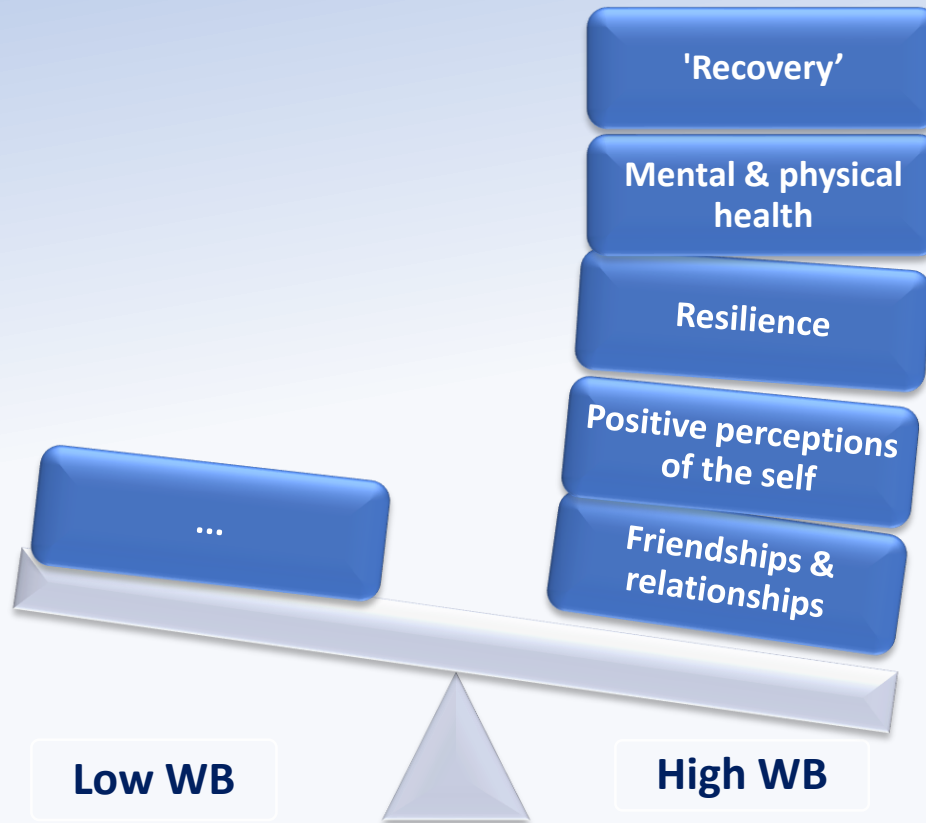 'Recovery’
Mental & physical
health
Resilience
Positive perceptions
of the self
Friendships &
relationships
...
Low WB
High WB